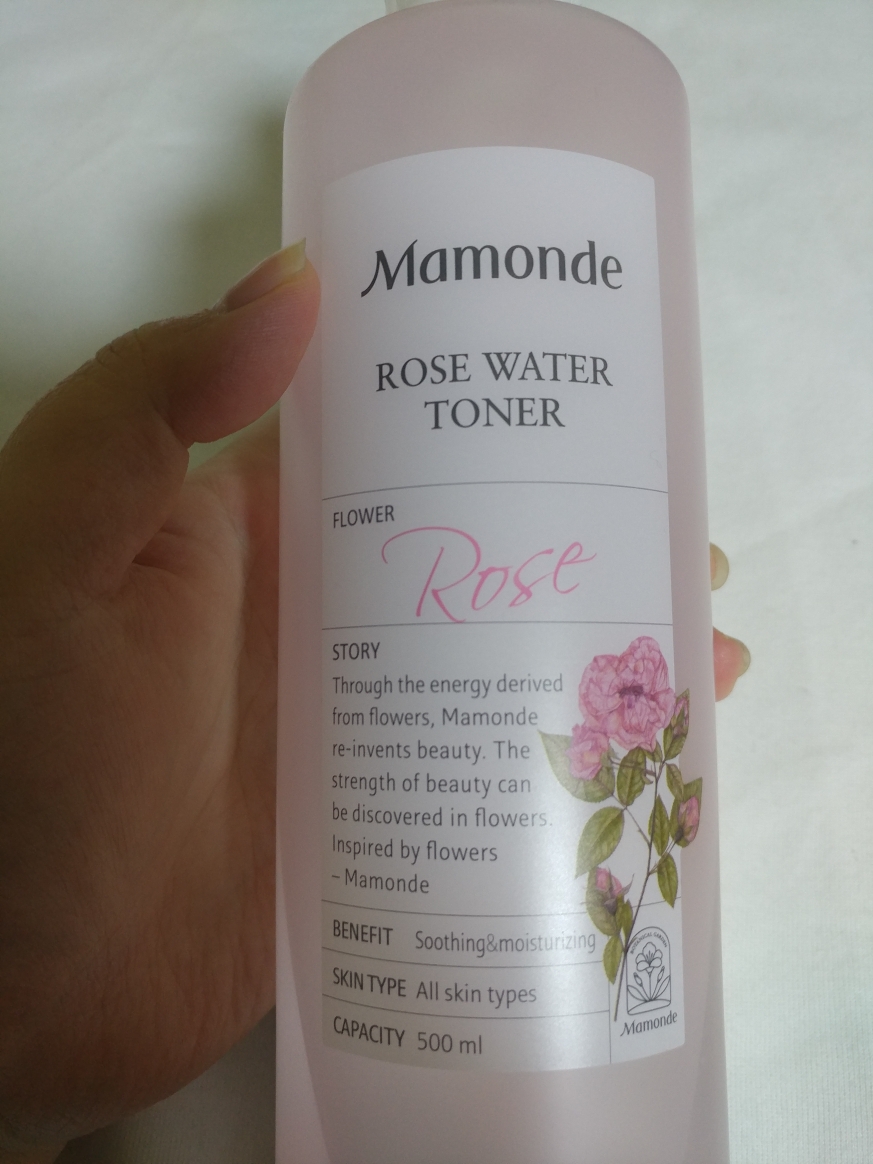 Mamonde
ROSE WATER
TONER
FLOWER
Rose
STORY
Through the energy derived
from flowers, Mamonde
re-invents beauty. The
strength of beauty can
be discovered in flowers.
Inspired by flowers
– Mamonde
BENEFIT Soothing&moisturizing
SKIN TYPE All skin types
CAPACITY 500 ml
BOTANICAL GARDEN
Mamonde